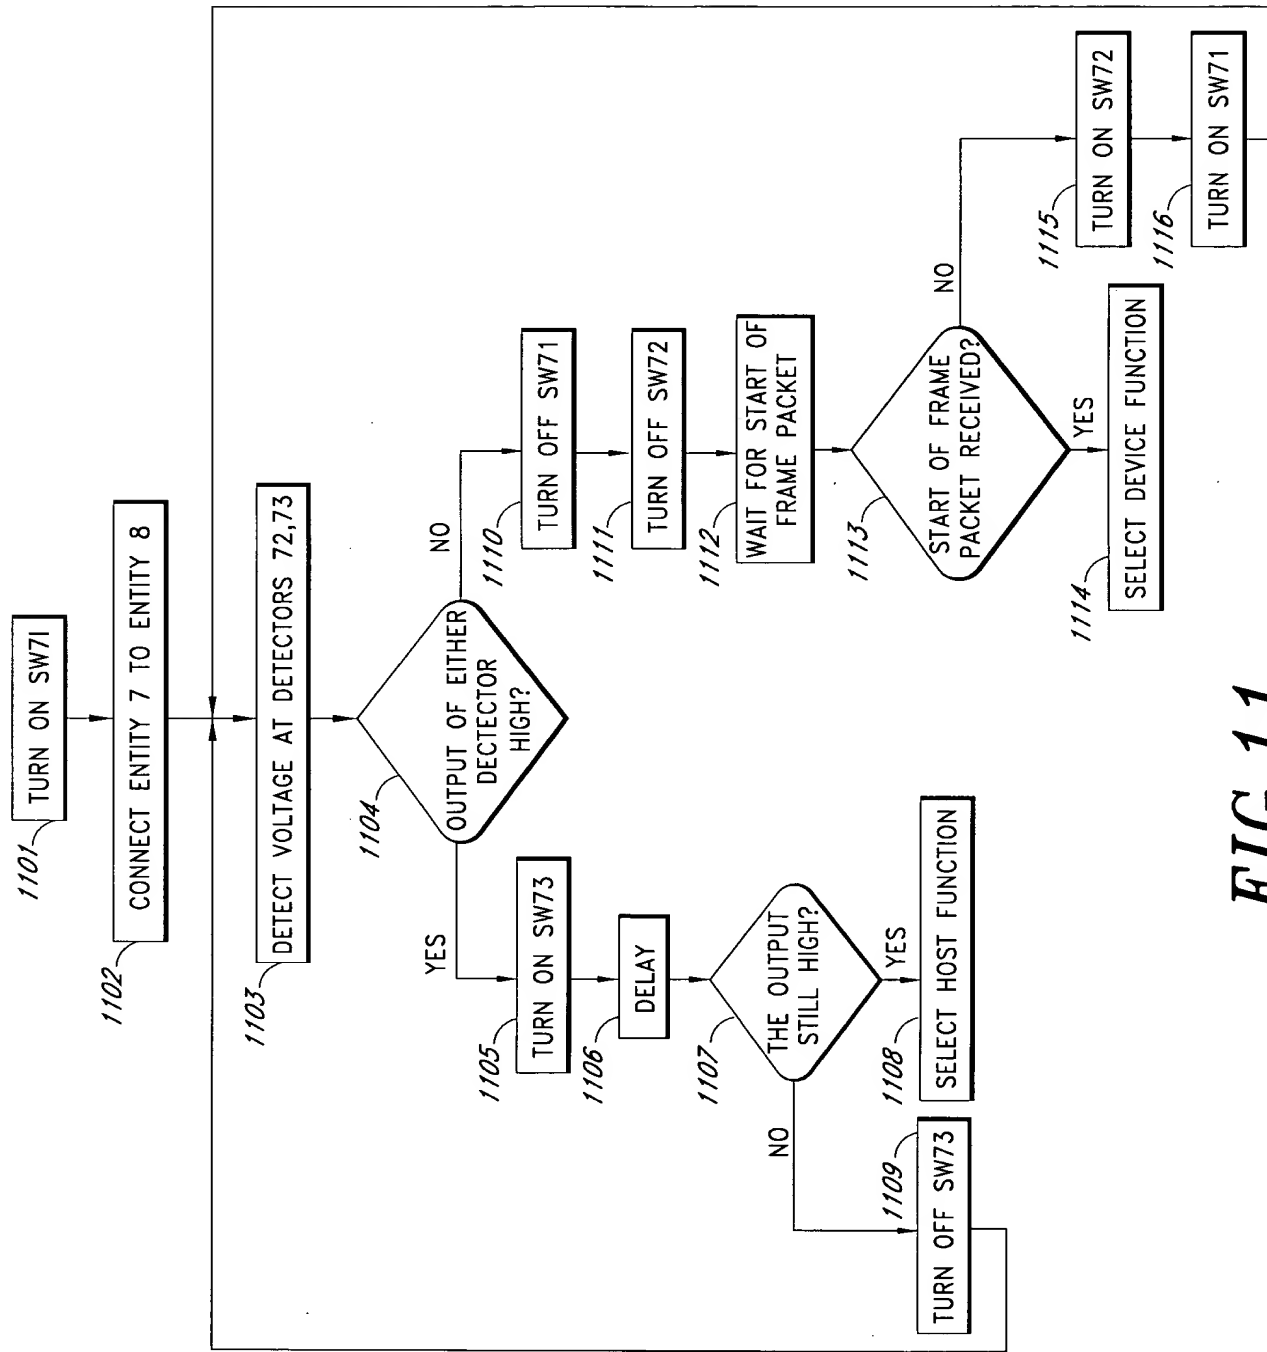 1101
TURN ON SW71
1102
CONNECT ENTITY 7 TO ENTITY 8
1103
DETECT VOLTAGE AT DETECTORS 72,73
1104
OUTPUT OF EITHER
DECTECTOR
HIGH?
YES
NO
1105
TURN ON SW73
1106
DELAY
1107
THE OUTPUT
STILL HIGH?
NO
YES
1109
TURN OFF SW73
1108
SELECT HOST FUNCTION
1110
TURN OFF SW71
1111
TURN OFF SW72
1112
WAIT FOR START OF
FRAME PACKET
1113
START OF FRAME
PACKET RECEIVED?
NO
YES
1114
SELECT DEVICE FUNCTION
1115
TURN ON SW72
1116
TURN ON SW71
FIG. 11